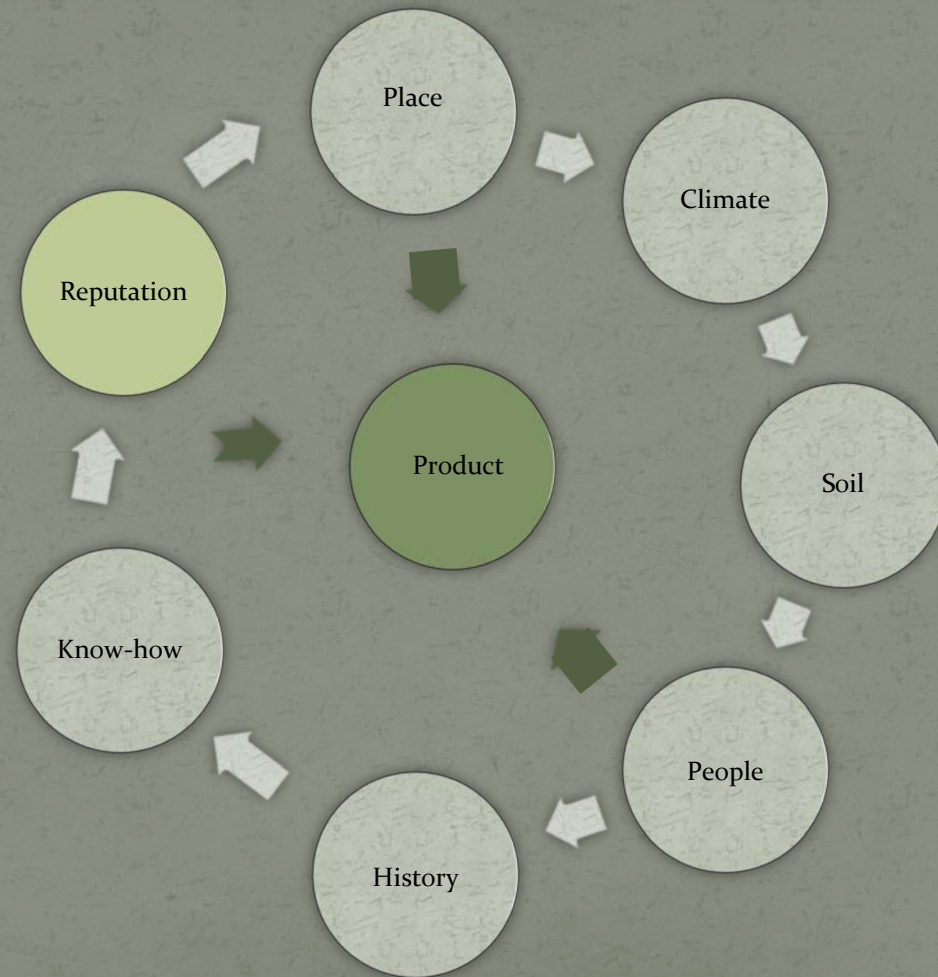 Place
Climate
Soil
People
History
Know-how
Reputation
Product